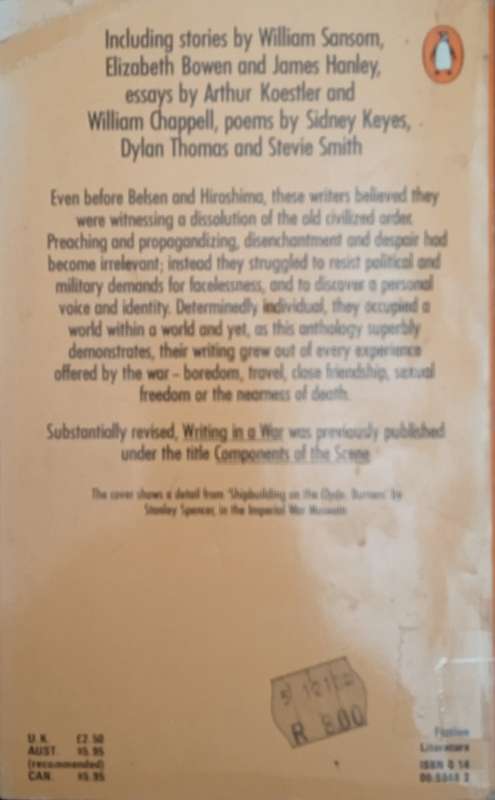 Including stories by William Sansom,
Elizabeth Bowen and James Hanley,
essays by Arthur Koestler and
William Chappell, poems by Sidney Keyes,
Dylan Thomas and Stevie Smith
Even before Belsen and Hiroshima, these writers believed they
were witnessing a dissolution of the old civilized order.
Preaching and propagandizing, disenchantment and despair had
become irrelevant; instead they struggled to resist political and
military demands for facelessness, and to discover a personal
voice and identity. Determinedly individual, they occupied a
world within a world and yet, as this anthology superbly
demonstrates, their writing grew out of every experience
offered by the war – boredom, travel, close friendship, sexual
freedom or the nearness of death.
Substantially revised, Writing in a War was previously published
under the title Components of the Scene
The cover shows a detail from 'Shipbuilding on the Clyde, Burners' by
Stanley Spencer, in the Imperial War Museum
R 8.00
U.K. £2.50
AUST. $5.95
(recommended)
CAN. $5.95
Fiction
Literature
ISBN 0 14